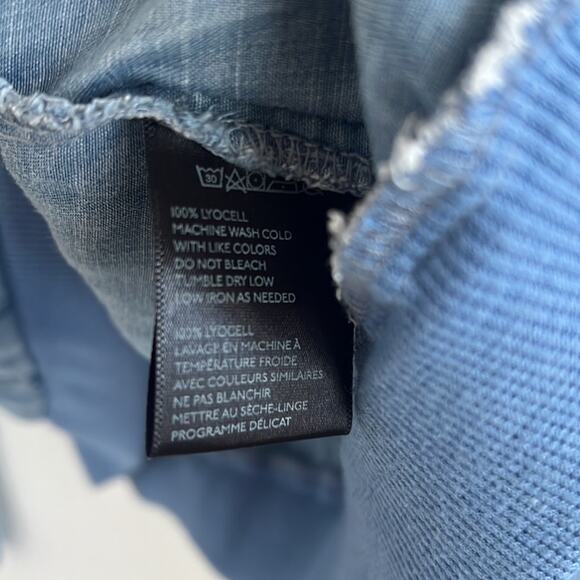 30
100% LYOCELL
MACHINE WASH COLD
WITH LIKE COLORS
DO NOT BLEACH
TUMBLE DRY LOW
LOW IRON AS NEEDED
100% LYOCELL
LAVAGE EN MACHINE À
TEMPÉRATURE FROIDE
AVEC COULEURS SIMILAIRES
NE PAS BLANCHIR
METTRE AU SÈCHE-LINGE
PROGRAMME DÉLICAT